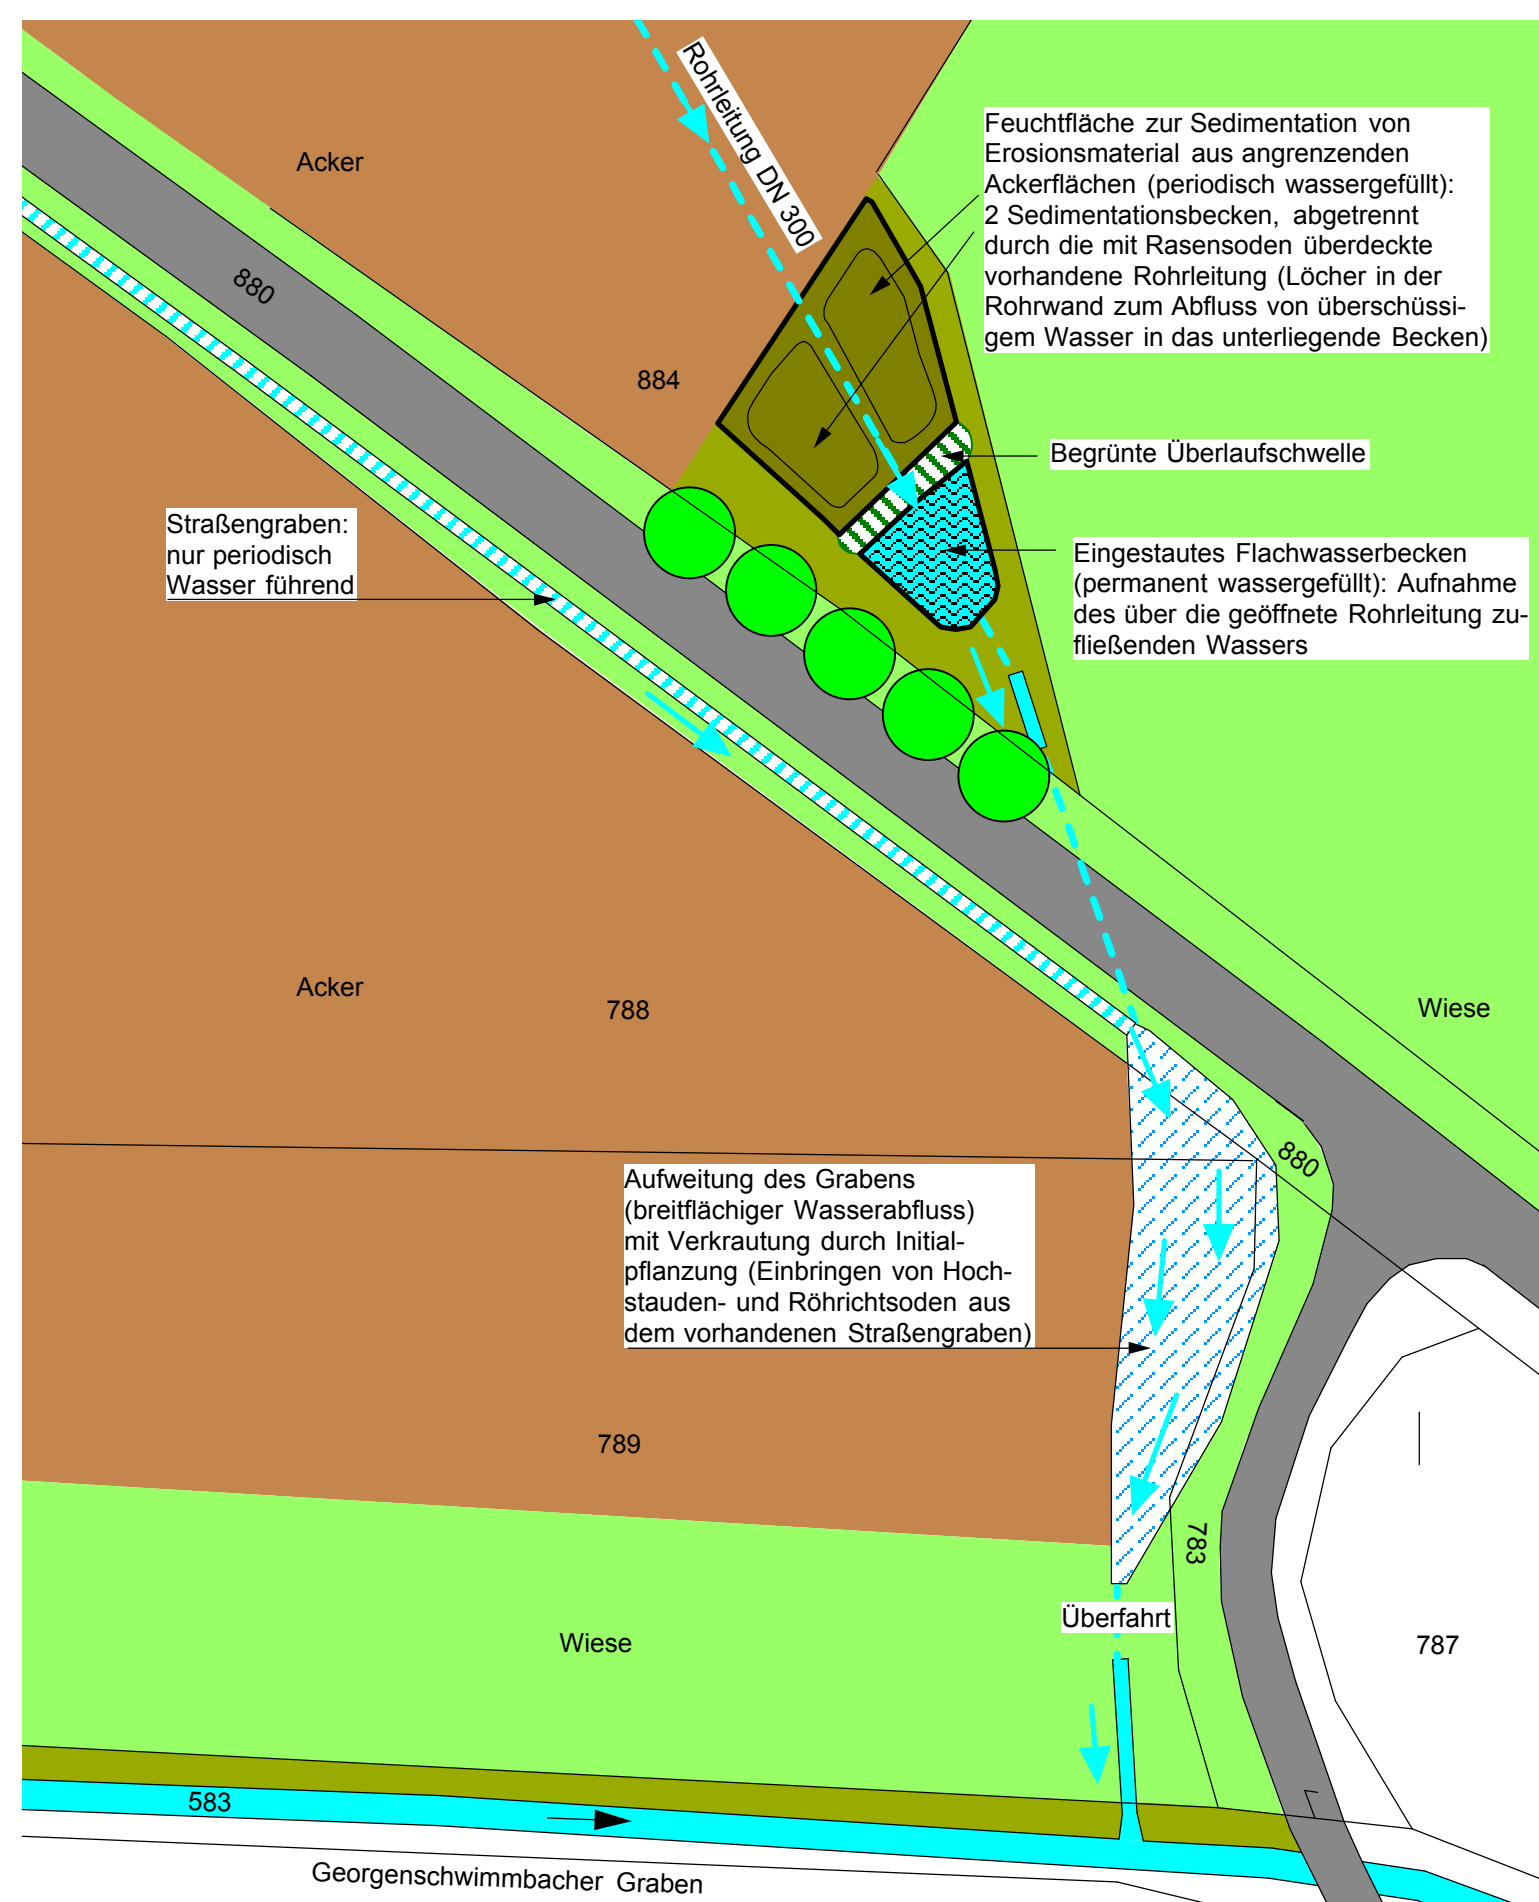 Rohrleitung DN 300
Feuchtfläche zur Sedimentation von
Erosionsmaterial aus angrenzenden
Ackerflächen (periodisch wassergefüllt):
2 Sedimentationsbecken, abgetrennt
durch die mit Rasensoden überdeckte
vorhandene Rohrleitung (Löcher in der
Rohrwand zum Abfluss von überschüssi-
gem Wasser in das unterliegende Becken)
Acker
880
884
Begrünte Überlaufschwelle
Straßengraben:
nur periodisch
Wasser führend
Eingestautes Flachwasserbecken
(permanent wassergefüllt): Aufnahme
des über die geöffnete Rohrleitung zu-
fließenden Wassers
Acker
788
Wiese
880
Aufweitung des Grabens
(breitflächiger Wasserabfluss)
mit Verkrautung durch Initial-
pflanzung (Einbringen von Hoch-
stauden- und Röhrichtsoden aus
dem vorhandenen Straßengraben)
789
783
Überfahrt
Wiese
787
583
Georgenschwimmbacher Graben